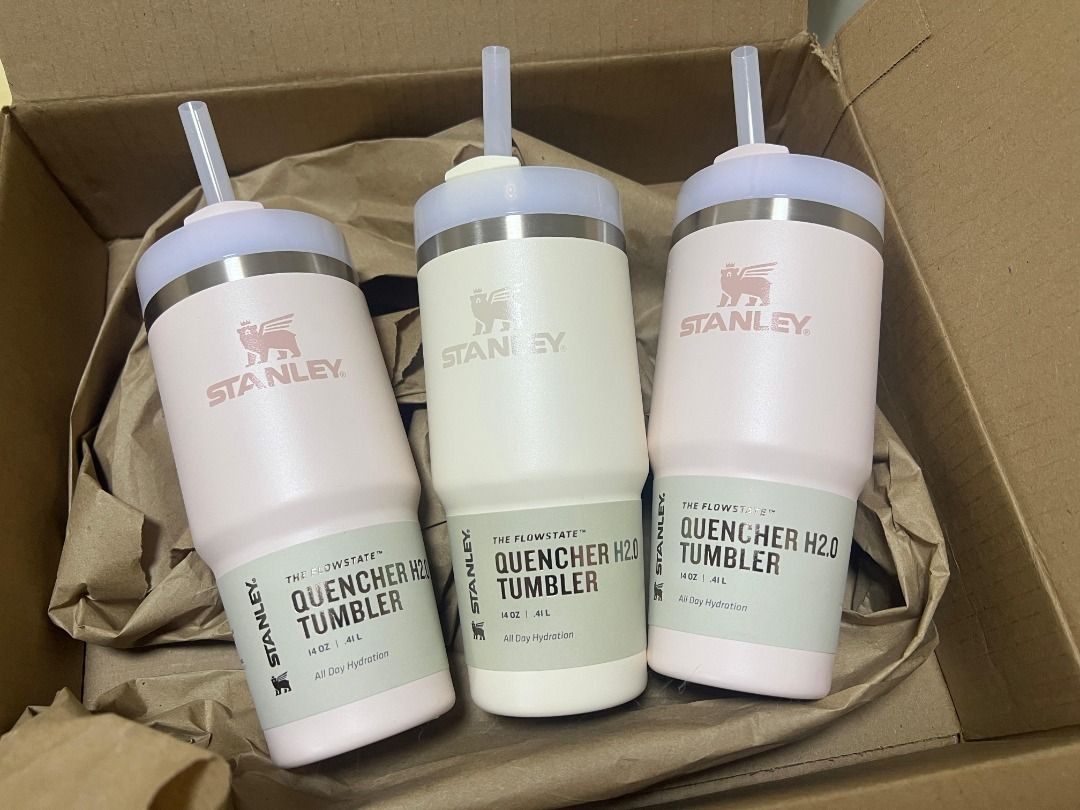 STANLEY®
THE FLOWSTATE™
QUENCHER H2.0
TUMBLER
14 OZ | .41 L
All Day Hydration
STANLEY®
STANLEY®
THE FLOWSTATE™
QUENCHER H2.0
TUMBLER
14 OZ | .41 L
All Day Hydration
STANLEY®
STANLEY®
THE FLOWSTATE™
QUENCHER H2.0
TUMBLER
14 OZ | .41 L
All Day Hydration
STANLEY®